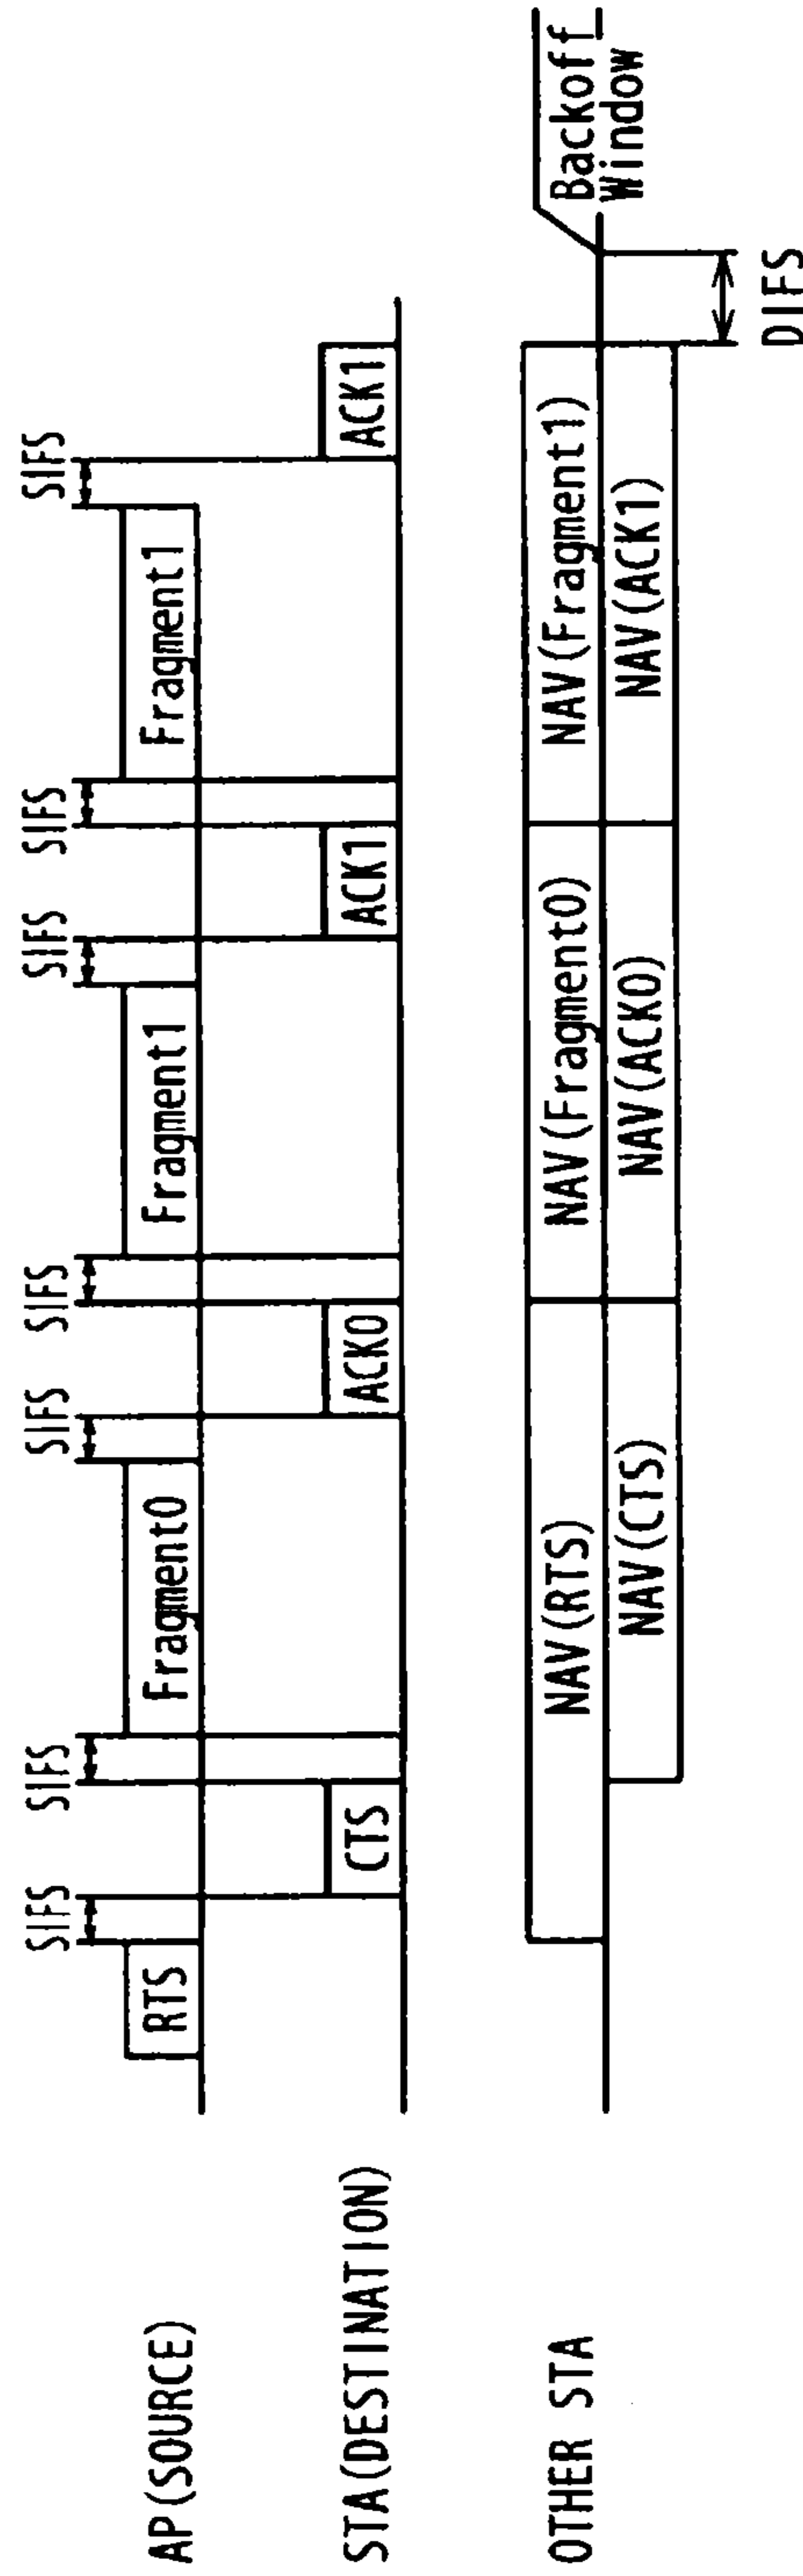 SIFS SIFS SIFS SIFS SIFS SIFS SIFS
AP(SOURCE) RTS Fragment0 Fragment1 Fragment1
STA(DESTINATION) CTS ACK0 ACK1 ACK1
OTHER STA NAV(RTS) NAV(Fragment0) NAV(Fragment1)
NAV(CTS) NAV(ACK0) NAV(ACK1)
Backoff
Window
DIFS